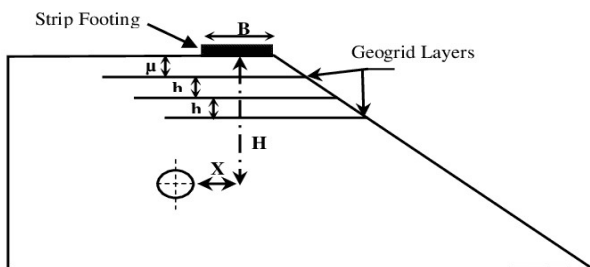 Strip Footing
B
Geogrid Layers
μ
h
h
H
X